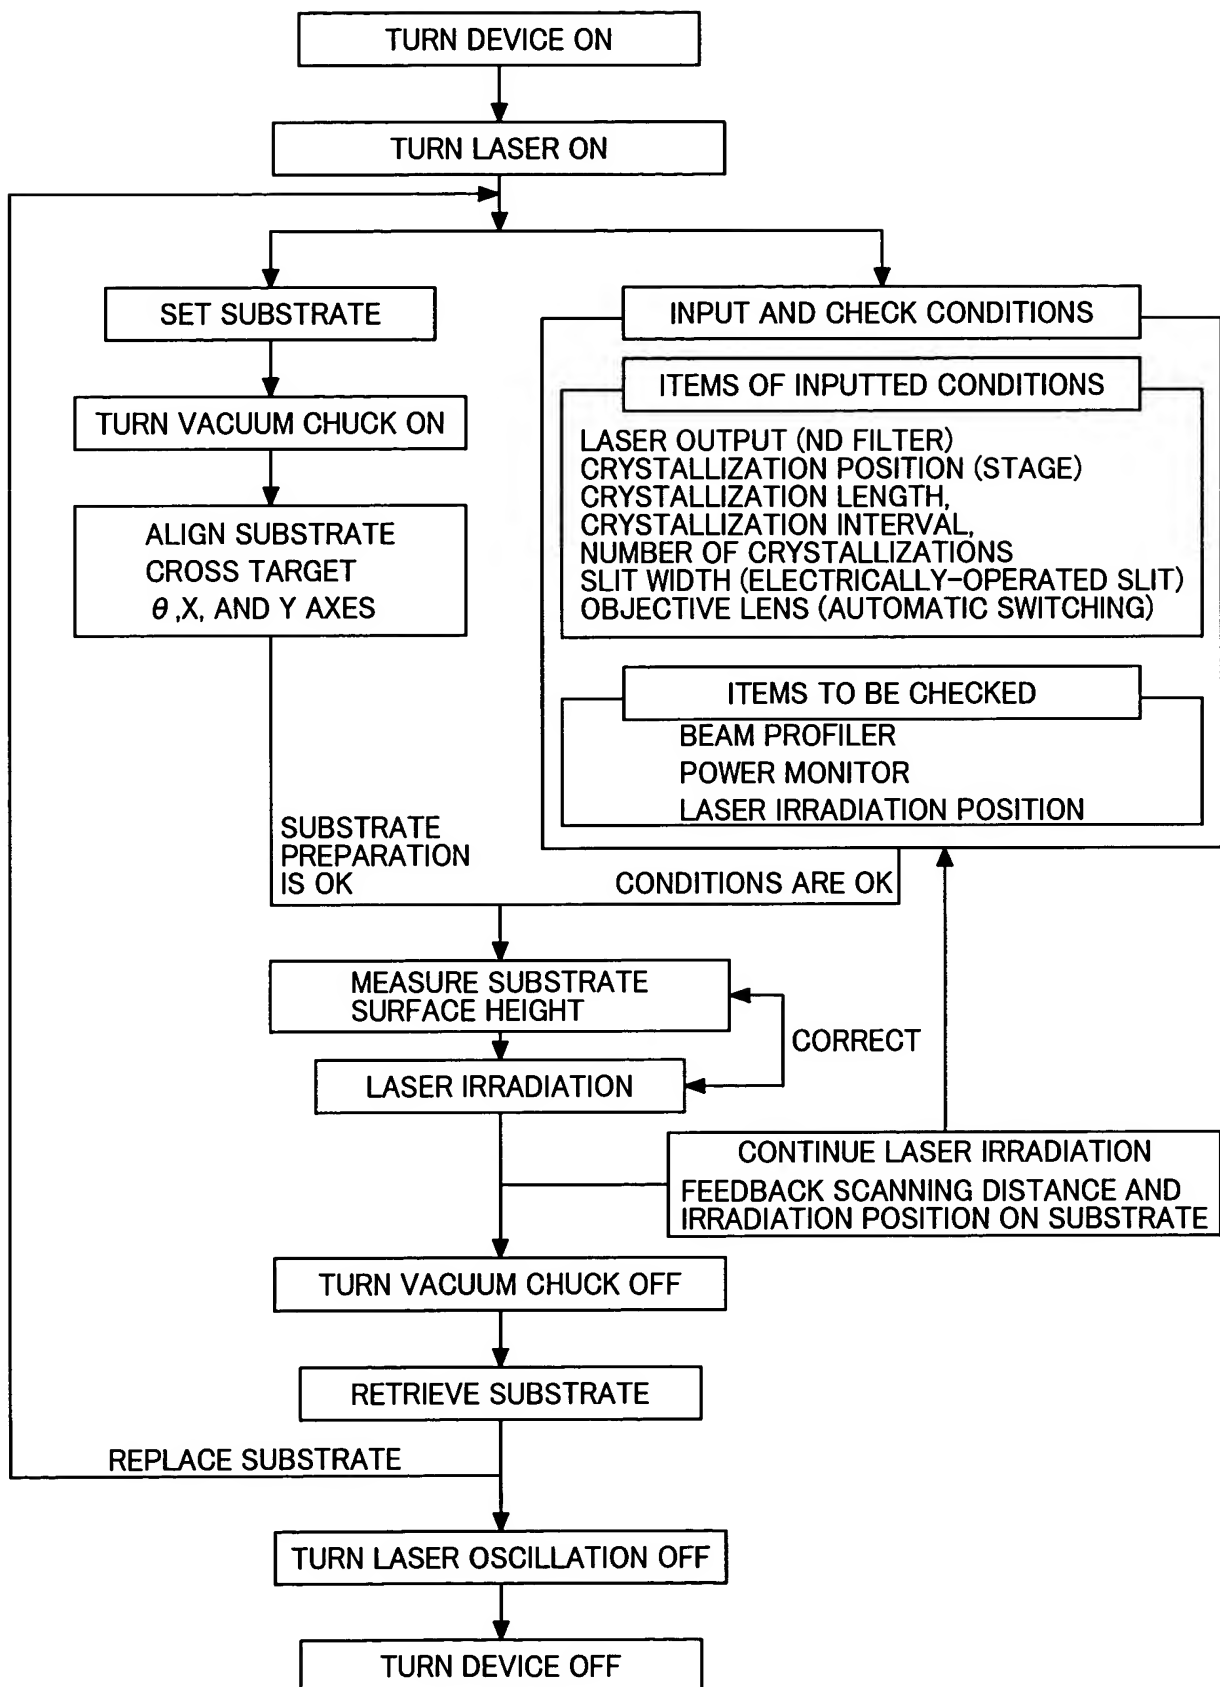 TURN DEVICE ON
TURN LASER ON
SET SUBSTRATE
TURN VACUUM CHUCK ON
ALIGN SUBSTRATE
CROSS TARGET
θ,X, AND Y AXES
INPUT AND CHECK CONDITIONS
ITEMS OF INPUTTED CONDITIONS
LASER OUTPUT (ND FILTER)
CRYSTALLIZATION POSITION (STAGE)
CRYSTALLIZATION LENGTH,
CRYSTALLIZATION INTERVAL,
NUMBER OF CRYSTALLIZATIONS
SLIT WIDTH (ELECTRICALLY-OPERATED SLIT)
OBJECTIVE LENS (AUTOMATIC SWITCHING)
ITEMS TO BE CHECKED
BEAM PROFILER
POWER MONITOR
LASER IRRADIATION POSITION
SUBSTRATE
PREPARATION
IS OK
CONDITIONS ARE OK
MEASURE SUBSTRATE
SURFACE HEIGHT
CORRECT
LASER IRRADIATION
CONTINUE LASER IRRADIATION
FEEDBACK SCANNING DISTANCE AND
IRRADIATION POSITION ON SUBSTRATE
TURN VACUUM CHUCK OFF
RETRIEVE SUBSTRATE
REPLACE SUBSTRATE
TURN LASER OSCILLATION OFF
TURN DEVICE OFF